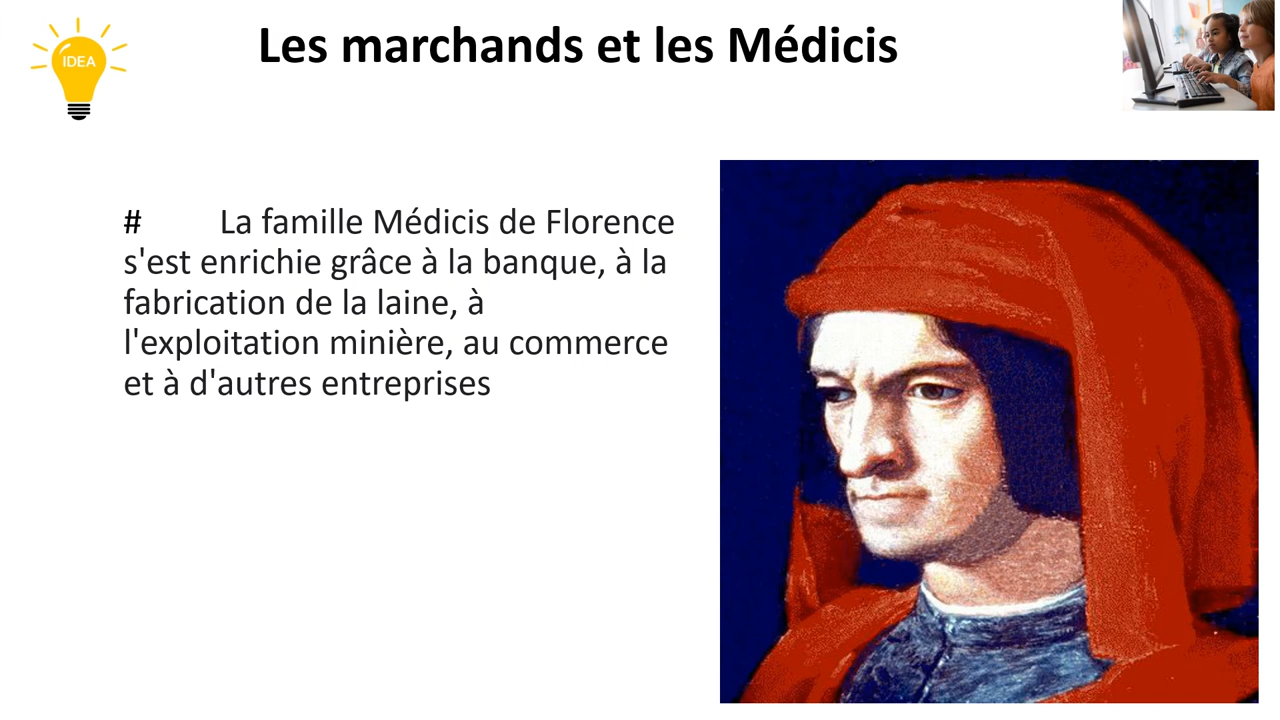 IDEA
Les marchands et les Médicis
# La famille Médicis de Florence
s'est enrichie grâce à la banque, à la
fabrication de la laine, à
l'exploitation minière, au commerce
et à d'autres entreprises